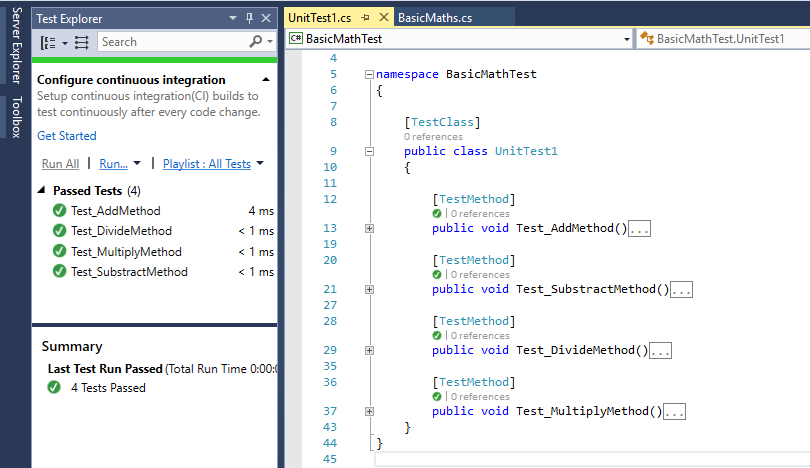 Server Explorer
Toolbox
Test Explorer
Search
Configure continuous integration
Setup continuous integration(CI) builds to
test continuously after every code change.
Get Started
Run All | Run... | Playlist : All Tests
Passed Tests (4)
Test_AddMethod 4 ms
Test_DivideMethod < 1 ms
Test_MultiplyMethod < 1 ms
Test_SubstractMethod < 1 ms
Summary
Last Test Run Passed (Total Run Time 0:00:0
4 Tests Passed
UnitTest1.cs BasicMaths.cs
C# BasicMathTest BasicMathTest.UnitTest1
4
5 namespace BasicMathTest
6 {
7
8 [TestClass]
0 references
9 public class UnitTest1
10 {
11
12 [TestMethod]
| 0 references
13 public void Test_AddMethod()...
19
20 [TestMethod]
| 0 references
21 public void Test_SubstractMethod()...
27
28 [TestMethod]
| 0 references
29 public void Test_DivideMethod()...
35
36 [TestMethod]
| 0 references
37 public void Test_MultiplyMethod()...
43 }
44 }
45